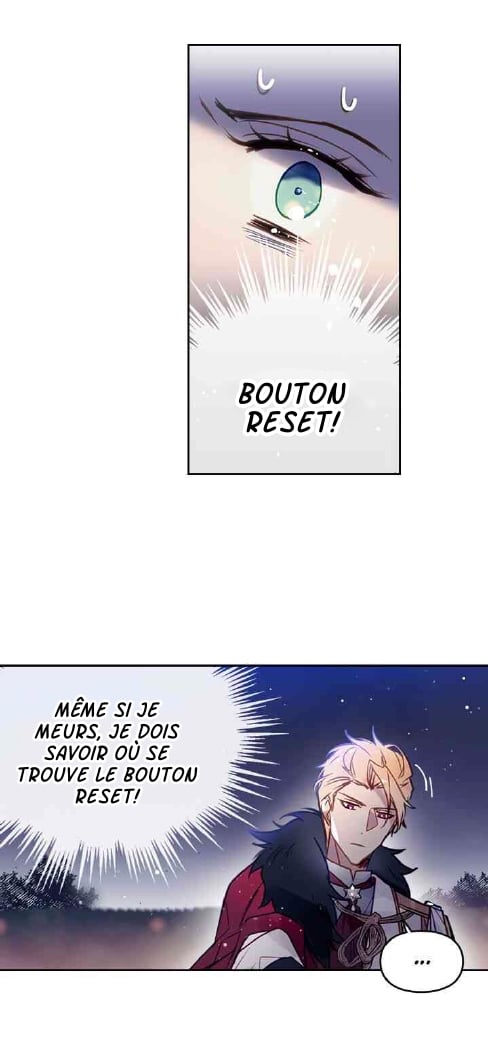 BOUTON
RESET!
MÊME SI JE
MEURS, JE DOIS
SAVOIR OÙ SE
TROUVE LE BOUTON
RESET!
...